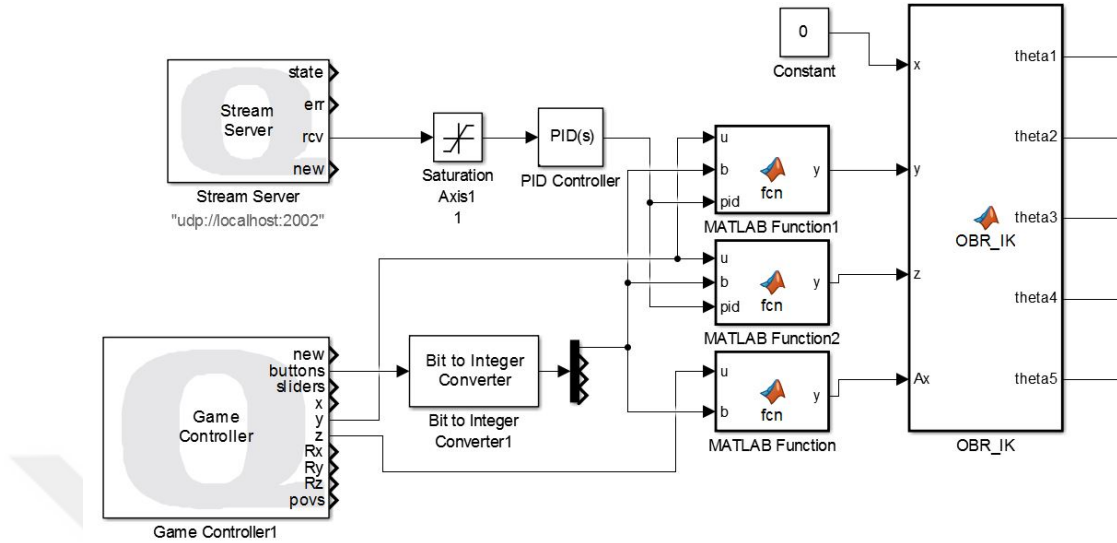 state
err
rcv
new
Stream
Server
Stream Server
"udp://localhost:2002"
Saturation
Axis1
1
PID(s)
PID Controller
0
Constant
u
b
pid
fcn
y
MATLAB Function1
u
b
pid
fcn
y
MATLAB Function2
u
b
fcn
y
MATLAB Function
x
y
z
Ax
OBR_IK
theta1
theta2
theta3
theta4
theta5
OBR_IK
Game
Controller
new
buttons
sliders
x
y
z
Rx
Ry
Rz
povs
Game Controller1
Bit to Integer
Converter
Bit to Integer
Converter1